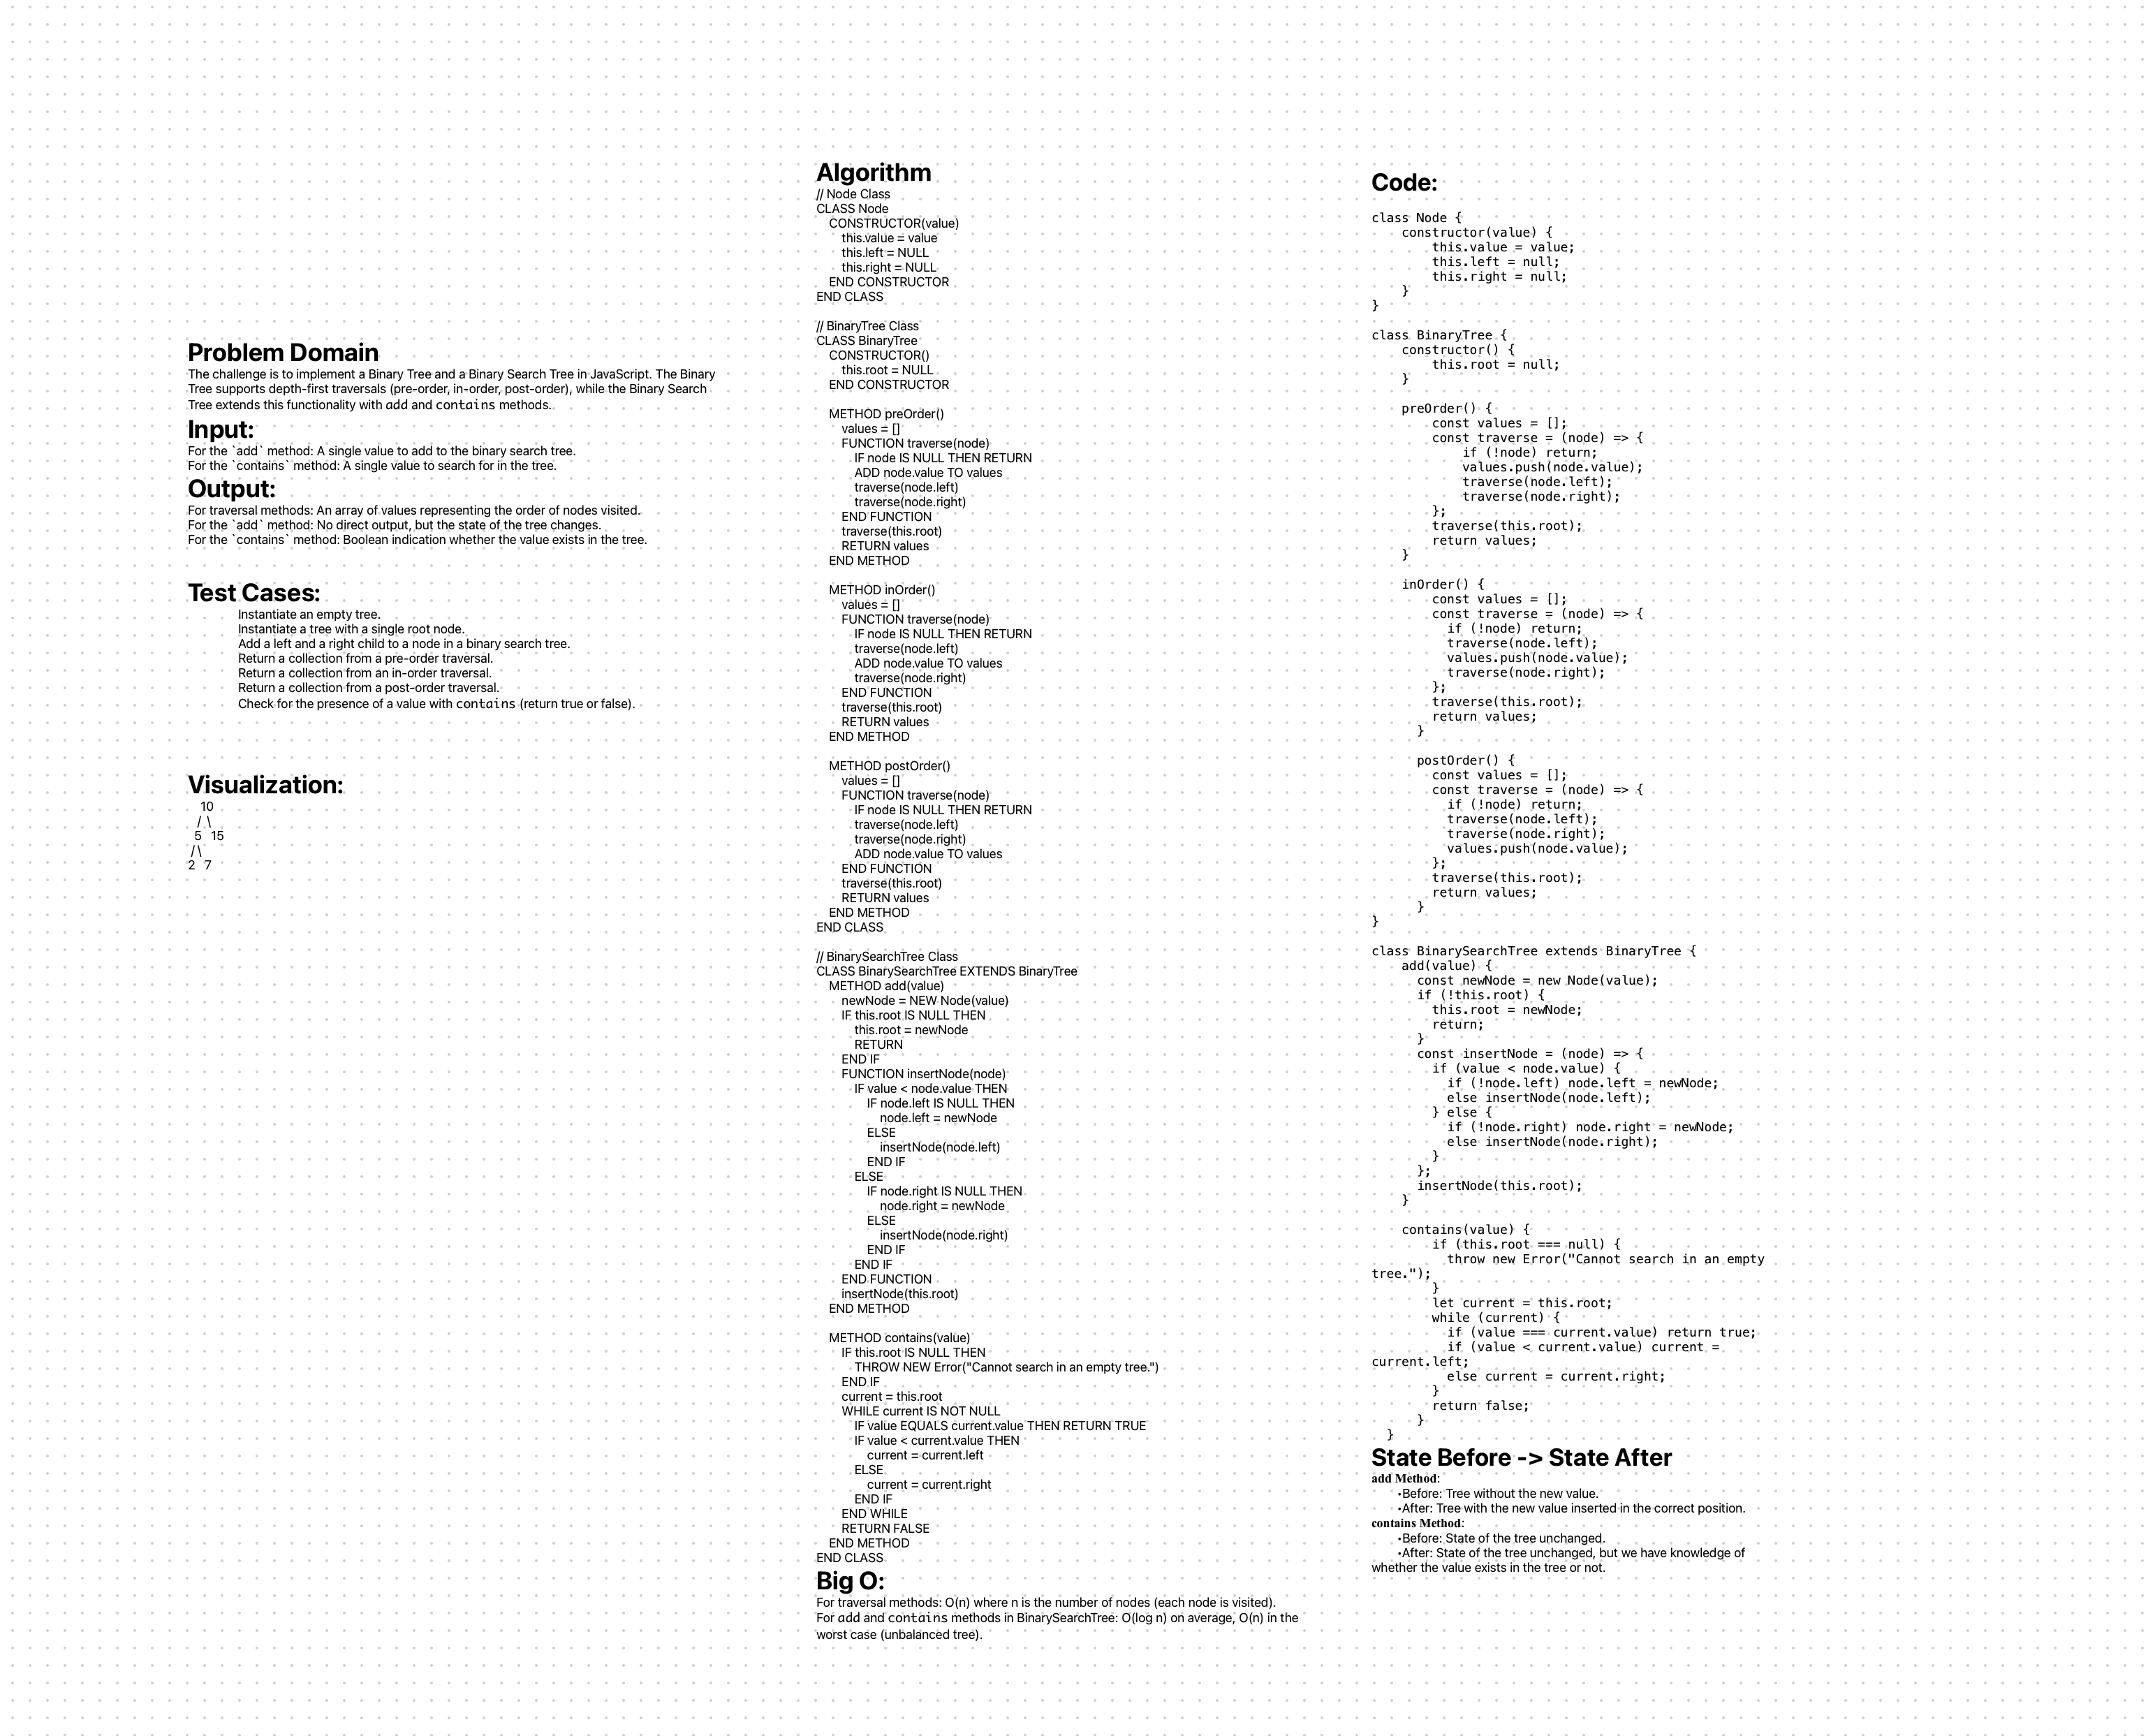 Problem Domain
The challenge is to implement a Binary Tree and a Binary Search Tree in JavaScript. The Binary
Tree supports depth-first traversals (pre-order, in-order, post-order), while the Binary Search
Tree extends this functionality with add and contains methods.
Input:
For the `add` method: A single value to add to the binary search tree.
For the `contains` method: A single value to search for in the tree.
Output:
For traversal methods: An array of values representing the order of nodes visited.
For the `add` method: No direct output, but the state of the tree changes.
For the `contains` method: Boolean indication whether the value exists in the tree.
Test Cases:
Instantiate an empty tree.
Instantiate a tree with a single root node.
Add a left and a right child to a node in a binary search tree.
Return a collection from a pre-order traversal.
Return a collection from an in-order traversal.
Return a collection from a post-order traversal.
Check for the presence of a value with contains (return true or false).
Visualization:
10
/ \
5 15
/ \
2 7
Algorithm
// Node Class
CLASS Node
CONSTRUCTOR(value)
this.value = value
this.left = NULL
this.right = NULL
END CONSTRUCTOR
END CLASS
// BinaryTree Class
CLASS BinaryTree
CONSTRUCTOR()
this.root = NULL
END CONSTRUCTOR
METHOD preOrder()
values = []
FUNCTION traverse(node)
IF node IS NULL THEN RETURN
ADD node.value TO values
traverse(node.left)
traverse(node.right)
END FUNCTION
traverse(this.root)
RETURN values
END METHOD
METHOD inOrder()
values = []
FUNCTION traverse(node)
IF node IS NULL THEN RETURN
traverse(node.left)
ADD node.value TO values
traverse(node.right)
END FUNCTION
traverse(this.root)
RETURN values
END METHOD
METHOD postOrder()
values = []
FUNCTION traverse(node)
IF node IS NULL THEN RETURN
traverse(node.left)
traverse(node.right)
ADD node.value TO values
END FUNCTION
traverse(this.root)
RETURN values
END METHOD
END CLASS
// BinarySearchTree Class
CLASS BinarySearchTree EXTENDS BinaryTree
METHOD add(value)
newNode = NEW Node(value)
IF this.root IS NULL THEN
this.root = newNode
RETURN
END IF
FUNCTION insertNode(node)
IF value < node.value THEN
IF node.left IS NULL THEN
node.left = newNode
ELSE
insertNode(node.left)
END IF
ELSE
IF node.right IS NULL THEN
node.right = newNode
ELSE
insertNode(node.right)
END IF
END IF
END FUNCTION
insertNode(this.root)
END METHOD
METHOD contains(value)
IF this.root IS NULL THEN
THROW NEW Error("Cannot search in an empty tree.")
END IF
current = this.root
WHILE current IS NOT NULL
IF value EQUALS current.value THEN RETURN TRUE
IF value < current.value THEN
current = current.left
ELSE
current = current.right
END IF
END WHILE
RETURN FALSE
END METHOD
END CLASS
Big O:
For traversal methods: O(n) where n is the number of nodes (each node is visited).
For add and contains methods in BinarySearchTree: O(log n) on average, O(n) in the
worst case (unbalanced tree).
Code:
class Node {
constructor(value) {
this.value = value;
this.left = null;
this.right = null;
}
}
class BinaryTree {
constructor() {
this.root = null;
}
preOrder() {
const values = [];
const traverse = (node) => {
if (!node) return;
values.push(node.value);
traverse(node.left);
traverse(node.right);
};
traverse(this.root);
return values;
}
inOrder() {
const values = [];
const traverse = (node) => {
if (!node) return;
traverse(node.left);
values.push(node.value);
traverse(node.right);
};
traverse(this.root);
return values;
}
postOrder() {
const values = [];
const traverse = (node) => {
if (!node) return;
traverse(node.left);
traverse(node.right);
values.push(node.value);
};
traverse(this.root);
return values;
}
}
class BinarySearchTree extends BinaryTree {
add(value) {
const newNode = new Node(value);
if (!this.root) {
this.root = newNode;
return;
}
const insertNode = (node) => {
if (value < node.value) {
if (!node.left) node.left = newNode;
else insertNode(node.left);
} else {
if (!node.right) node.right = newNode;
else insertNode(node.right);
}
};
insertNode(this.root);
}
contains(value) {
if (this.root === null) {
throw new Error("Cannot search in an empty
tree.");
}
let current = this.root;
while (current) {
if (value === current.value) return true;
if (value < current.value) current =
current.left;
else current = current.right;
}
return false;
}
}
State Before -> State After
add Method:
•Before: Tree without the new value.
•After: Tree with the new value inserted in the correct position.
contains Method:
•Before: State of the tree unchanged.
•After: State of the tree unchanged, but we have knowledge of
whether the value exists in the tree or not.